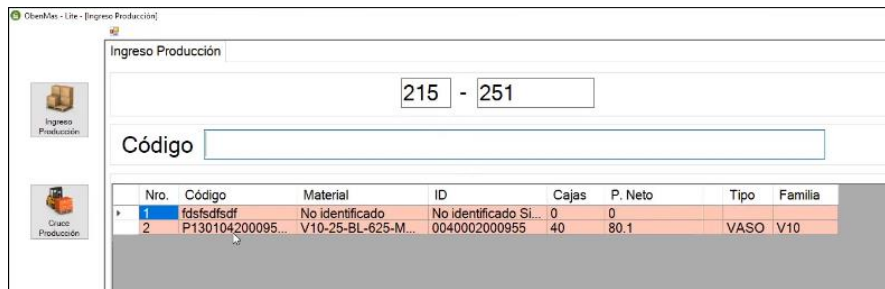 ObenMas - Lite - [Ingreso Producción]
Ingreso Producción
215 - 251
Ingreso
Producción
Código
Nro. Código Material ID Cajas P. Neto Tipo Familia
1 fdsfsdfsdf No identificado No identificado Si... 0 0
2 P130104200095... V10-25-BL-625-M... 0040002000955 40 80.1 VASO V10
Cruce
Producción